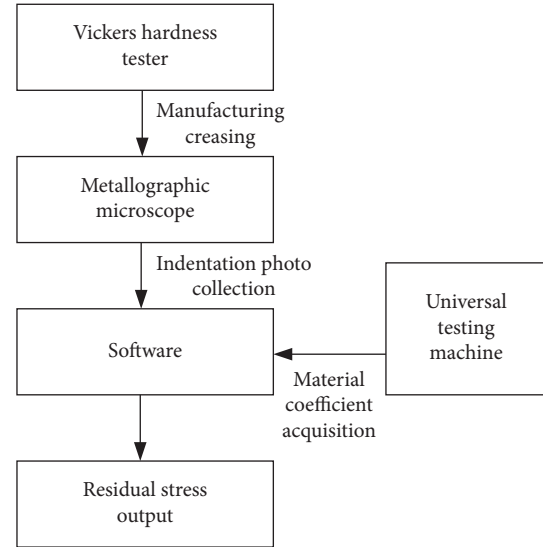 Vickers hardness
tester
Manufacturing
creasing
Metallographic
microscope
Indentation photo
collection
Software
Universal
testing
machine
Material
coefficient
acquisition
Residual stress
output